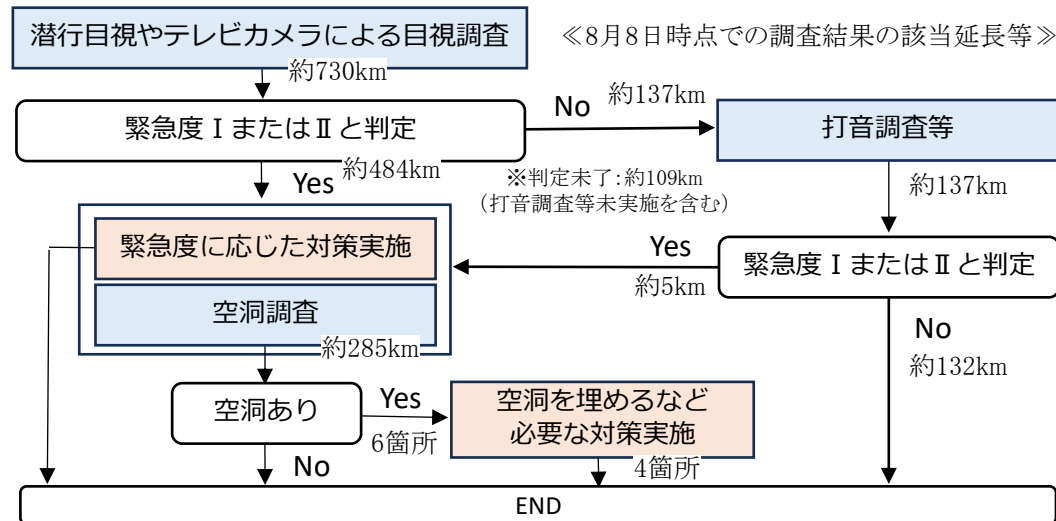 潜行目視やテレビカメラによる目視調査
≪8月8日時点での調査結果の該当延長等≫
約730km
緊急度ⅠまたはⅡと判定
No
約137km
打音調査等
約484km
Yes
※判定未了:約109km
（打音調査等未実施を含む）
約137km
緊急度に応じた対策実施
空洞調査
約285km
Yes
約5km
緊急度ⅠまたはⅡと判定
No
約132km
空洞あり
Yes
6箇所
空洞を埋めるなど
必要な対策実施
4箇所
No
END